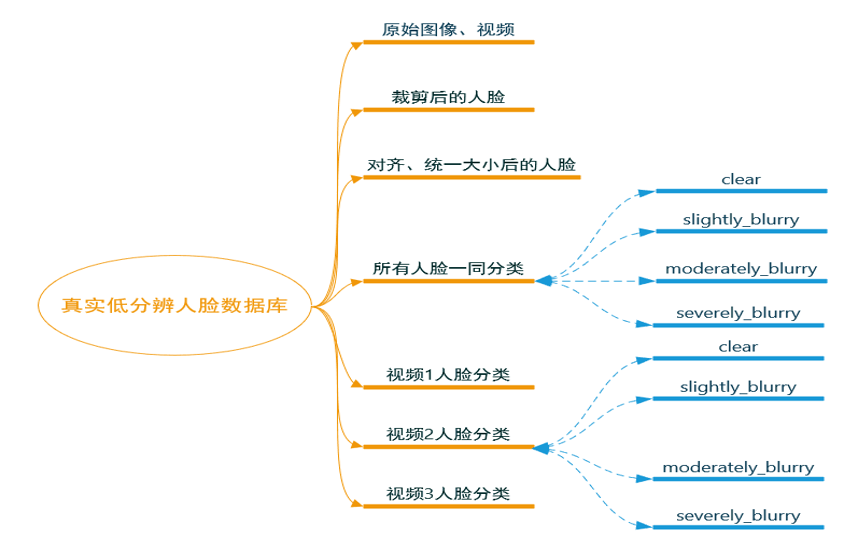 原始图像、视频
裁剪后的人脸
对齐、统一大小后的人脸
clear
slightly_blurry
所有人脸一同分类
moderately_blurry
真实低分辨人脸数据库
severely_blurry
clear
视频1人脸分类
slightly_blurry
视频2人脸分类
moderately_blurry
视频3人脸分类
severely_blurry